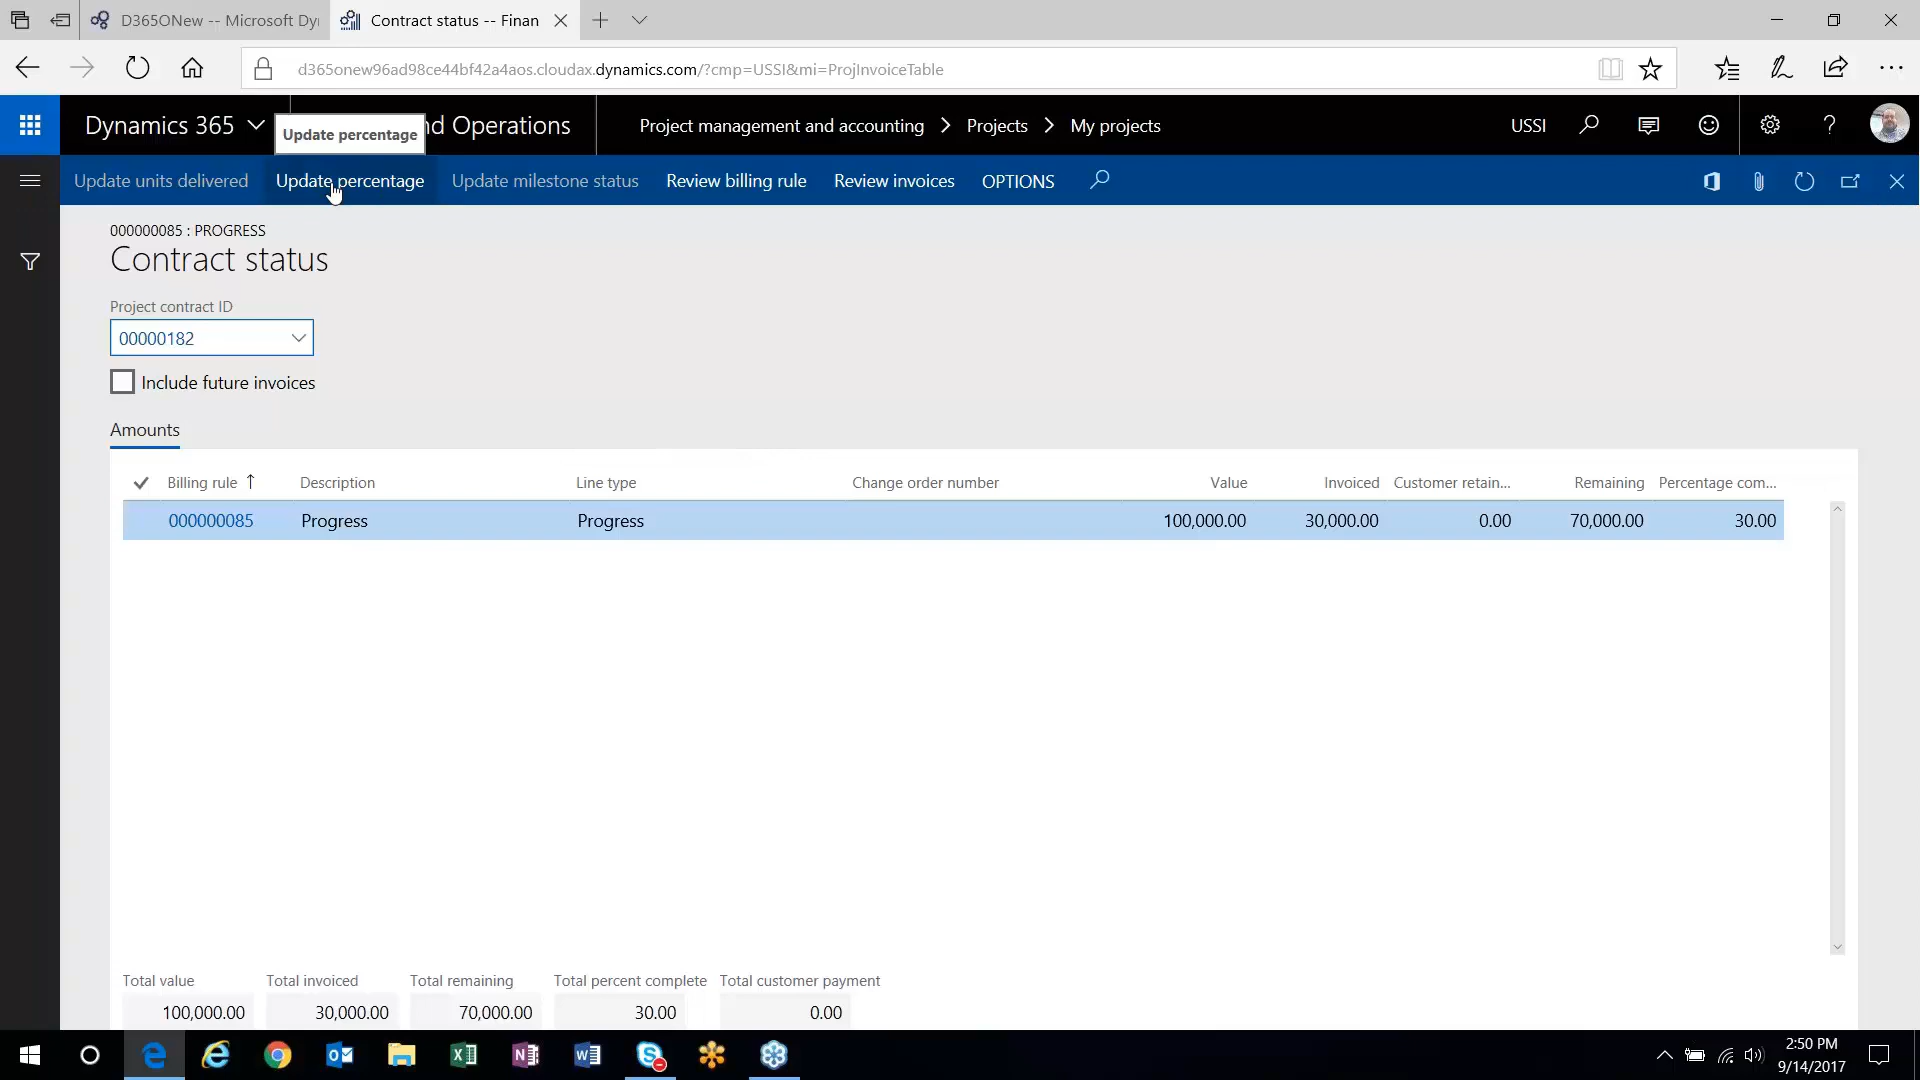 D365ONew -- Microsoft Dy
Contract status -- Finan
d365onew96ad98ce44bf42a4aos.cloudax.dynamics.com/?cmp=USSI&mi=ProjInvoiceTable
Dynamics 365
Update percentage
d Operations
Project management and accounting
Projects
My projects
USSI
?
Update units delivered
Update percentage
Update milestone status
Review billing rule
Review invoices
OPTIONS
000000085 : PROGRESS
Contract status
Project contract ID
00000182
Include future invoices
Amounts
Billing rule Description Line type Change order number Value Invoiced Customer retain... Remaining Percentage com...
000000085 Progress Progress 100,000.00 30,000.00 0.00 70,000.00 30.00
Total value Total invoiced Total remaining Total percent complete Total customer payment
100,000.00 30,000.00 70,000.00 30.00 0.00
2:50 PM
9/14/2017